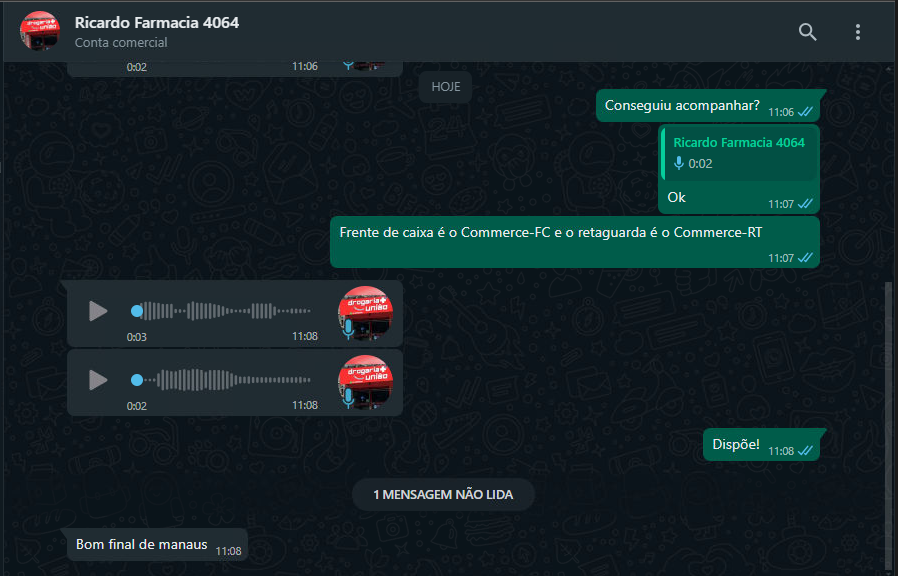 Ricardo Farmacia 4064
Conta comercial
0:02 11:06
HOJE
Conseguiu acompanhar? 11:06
Ricardo Farmacia 4064
0:02
Ok 11:07
Frente de caixa é o Commerce-FC e o retaguarda é o Commerce-RT
11:07
drogaria
união
0:03 11:08
drogaria
união
0:02 11:08
Dispõe! 11:08
1 MENSAGEM NÃO LIDA
Bom final de manaus 11:08